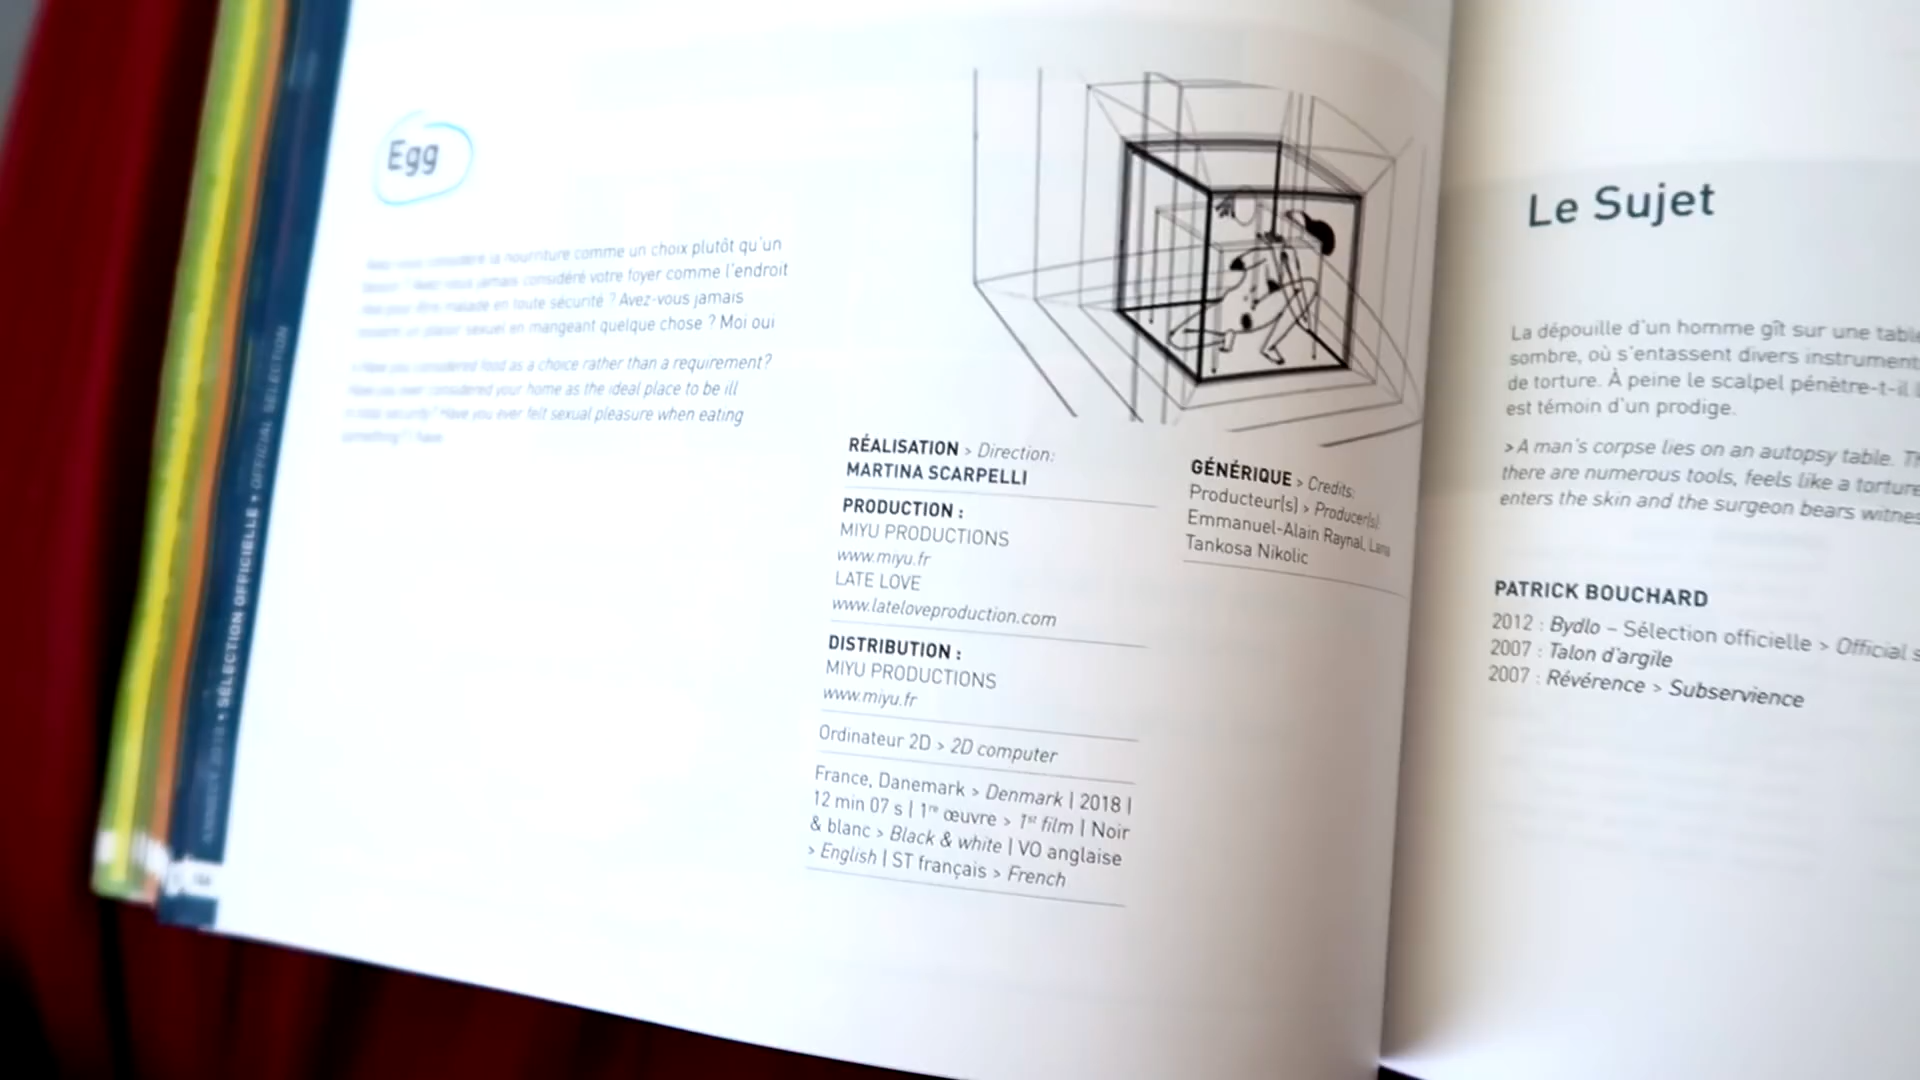 Egg
la nourriture comme un choix plutôt qu'un
considéré votre foyer comme l'endroit
malade en toute sécurité ? Avez-vous jamais
sexuel en mangeant quelque chose ? Moi oui
considered food as a choice rather than a requirement?
Have you ever considered your home as the ideal place to be ill
Have you ever felt sexual pleasure when eating
something? I have
RÉALISATION > Direction:
MARTINA SCARPELLI
PRODUCTION :
MIYU PRODUCTIONS
www.miyu.fr
LATE LOVE
www.lateloveproduction.com
DISTRIBUTION :
MIYU PRODUCTIONS
www.miyu.fr
Ordinateur 2D > 2D computer
France, Danemark > Denmark | 2018 |
12 min 07 s | 1re œuvre > 1st film | Noir
& blanc > Black & white | VO anglaise
> English | ST français > French
GÉNÉRIQUE > Credits:
Producteur(s) > Producer(s):
Emmanuel-Alain Raynal, Lana
Tankosa Nikolic
SÉLECTION OFFICIELLE • OFFICIAL SELECTION
Le Sujet
La dépouille d'un homme gît sur une table
sombre, où s'entassent divers instruments
de torture. À peine le scalpel pénètre-t-il
est témoin d'un prodige.
> A man's corpse lies on an autopsy table.
there are numerous tools, feels like a torture
enters the skin and the surgeon bears witness
PATRICK BOUCHARD
2012 : Bydlo – Sélection officielle > Official
2007 : Talon d'argile
2007 : Révérence > Subservience